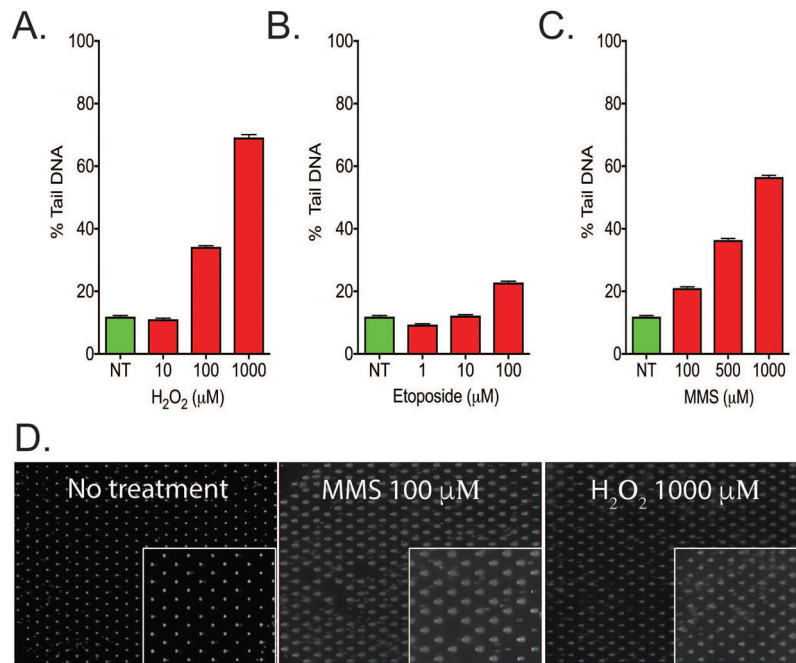 A.
100
80
60
40
20
0
% Tail DNA
NT 10 100 1000
H₂O₂ (μM)
B.
100
80
60
40
20
0
% Tail DNA
NT 1 10 100
Etoposide (μM)
C.
100
80
60
40
20
0
% Tail DNA
NT 100 500 1000
MMS (μM)
D.
No treatment
MMS 100 μM
H₂O₂ 1000 μM